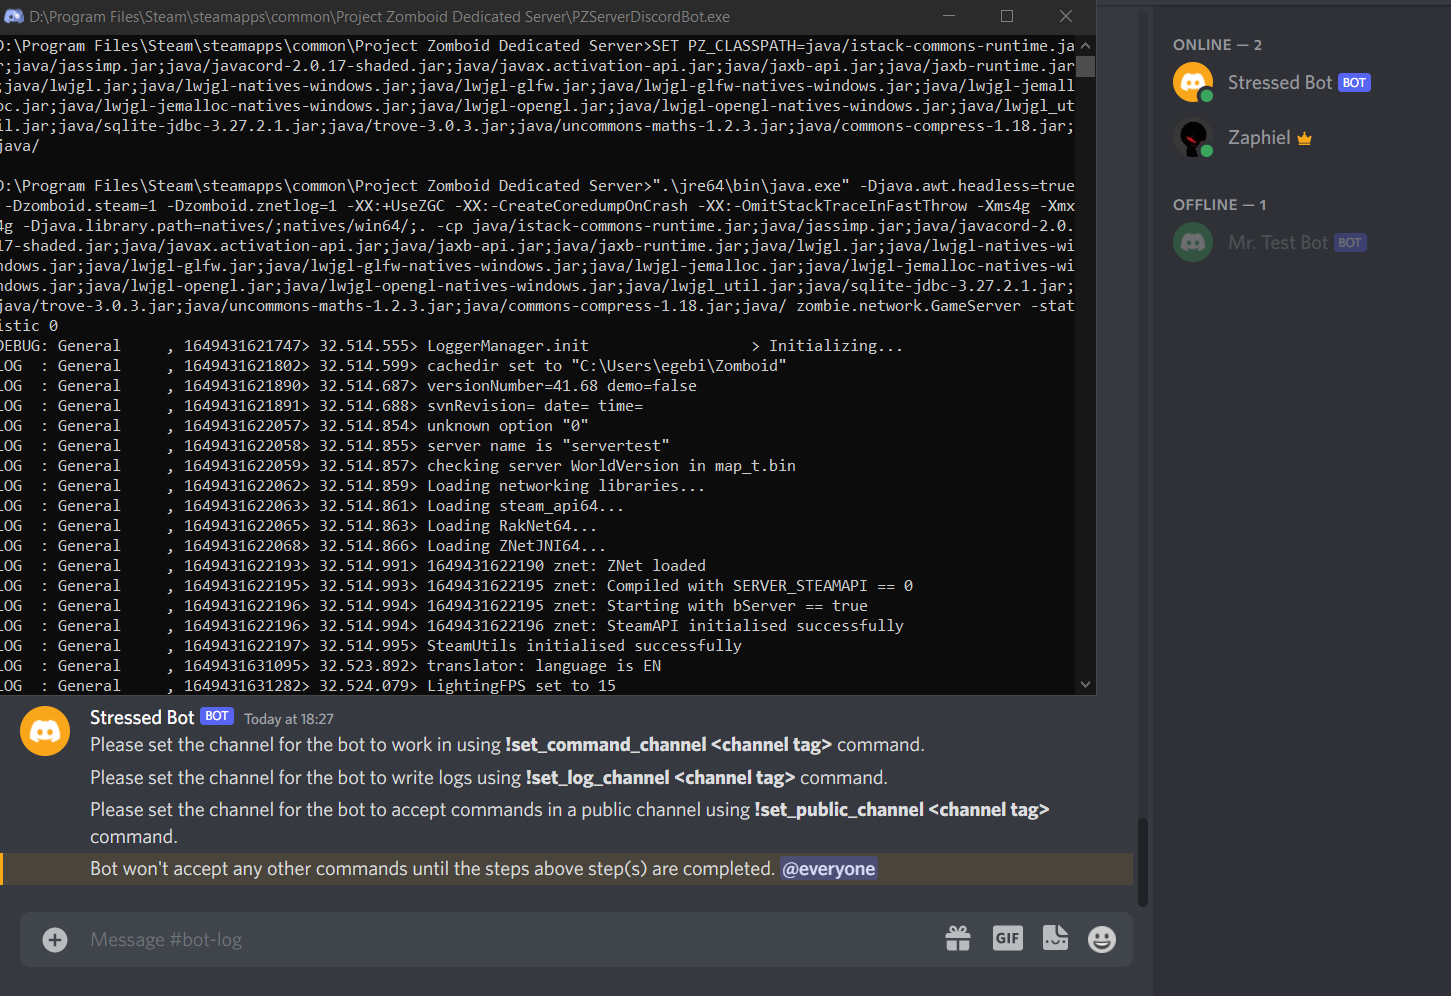 D:\Program Files\Steam\steamapps\common\Project Zomboid Dedicated Server\PZServerDiscordBot.exe
D:\Program Files\Steam\steamapps\common\Project Zomboid Dedicated Server>SET PZ_CLASSPATH=java/istack-commons-runtime.ja
r;java/jassimp.jar;java/javacord-2.0.17-shaded.jar;java/javax.activation-api.jar;java/jaxb-api.jar;java/jaxb-runtime.jar
;java/lwjgl.jar;java/lwjgl-natives-windows.jar;java/lwjgl-glfw.jar;java/lwjgl-glfw-natives-windows.jar;java/lwjgl-jemall
oc.jar;java/lwjgl-jemalloc-natives-windows.jar;java/lwjgl-opengl.jar;java/lwjgl-opengl-natives-windows.jar;java/lwjgl_ut
il.jar;java/sqlite-jdbc-3.27.2.1.jar;java/trove-3.0.3.jar;java/uncommons-maths-1.2.3.jar;java/commons-compress-1.18.jar;
java/
D:\Program Files\Steam\steamapps\common\Project Zomboid Dedicated Server>".\jre64\bin\java.exe" -Djava.awt.headless=true
-Dzomboid.steam=1 -Dzomboid.znetlog=1 -XX:+UseZGC -XX:-CreateCoredumpOnCrash -XX:-OmitStackTraceInFastThrow -Xms4g -Xmx
4g -Djava.library.path=natives/;natives/win64/;. -cp java/istack-commons-runtime.jar;java/jassimp.jar;java/javacord-2.0.
17-shaded.jar;java/javax.activation-api.jar;java/jaxb-api.jar;java/jaxb-runtime.jar;java/lwjgl.jar;java/lwjgl-natives-wi
ndows.jar;java/lwjgl-glfw.jar;java/lwjgl-glfw-natives-windows.jar;java/lwjgl-jemalloc.jar;java/lwjgl-jemalloc-natives-wi
ndows.jar;java/lwjgl-opengl.jar;java/lwjgl-opengl-natives-windows.jar;java/lwjgl_util.jar;java/sqlite-jdbc-3.27.2.1.jar;
java/trove-3.0.3.jar;java/uncommons-maths-1.2.3.jar;java/commons-compress-1.18.jar;java/ zombie.network.GameServer -stat
istic 0
DEBUG: General , 1649431621747> 32.514.555> LoggerManager.init > Initializing...
LOG : General , 1649431621802> 32.514.599> cachedir set to "C:\Users\egebi\Zomboid"
LOG : General , 1649431621890> 32.514.687> versionNumber=41.68 demo=false
LOG : General , 1649431621891> 32.514.688> svnRevision= date= time=
LOG : General , 1649431622057> 32.514.854> unknown option "0"
LOG : General , 1649431622058> 32.514.855> server name is "servertest"
LOG : General , 1649431622059> 32.514.857> checking server WorldVersion in map_t.bin
LOG : General , 1649431622062> 32.514.859> Loading networking libraries...
LOG : General , 1649431622063> 32.514.861> Loading steam_api64...
LOG : General , 1649431622065> 32.514.863> Loading RakNet64...
LOG : General , 1649431622068> 32.514.866> Loading ZNetJNI64...
LOG : General , 1649431622193> 32.514.991> 1649431622190 znet: ZNet loaded
LOG : General , 1649431622195> 32.514.993> 1649431622195 znet: Compiled with SERVER_STEAMAPI == 0
LOG : General , 1649431622196> 32.514.994> 1649431622195 znet: Starting with bServer == true
LOG : General , 1649431622196> 32.514.994> 1649431622196 znet: SteamAPI initialised successfully
LOG : General , 1649431622197> 32.514.995> SteamUtils initialised successfully
LOG : General , 1649431631095> 32.523.892> translator: language is EN
LOG : General , 1649431631282> 32.524.079> LightingFPS set to 15
Stressed Bot BOT Today at 18:27
Please set the channel for the bot to work in using !set_command_channel <channel tag> command.
Please set the channel for the bot to write logs using !set_log_channel <channel tag> command.
Please set the channel for the bot to accept commands in a public channel using !set_public_channel <channel tag>
command.
Bot won't accept any other commands until the steps above step(s) are completed. @everyone
Message #bot-log
GIF
ONLINE — 2
Stressed Bot BOT
Zaphiel
OFFLINE — 1
Mr. Test Bot BOT